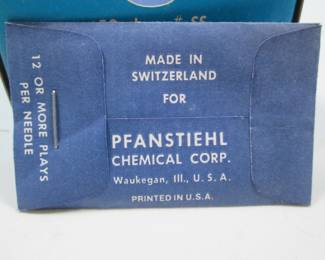 MADE IN
SWITZERLAND
FOR
PFANSTIEHL
CHEMICAL CORP.
Waukegan, Ill., U. S. A.
PRINTED IN U.S.A.
12 OR MORE PLAYS
PER NEEDLE